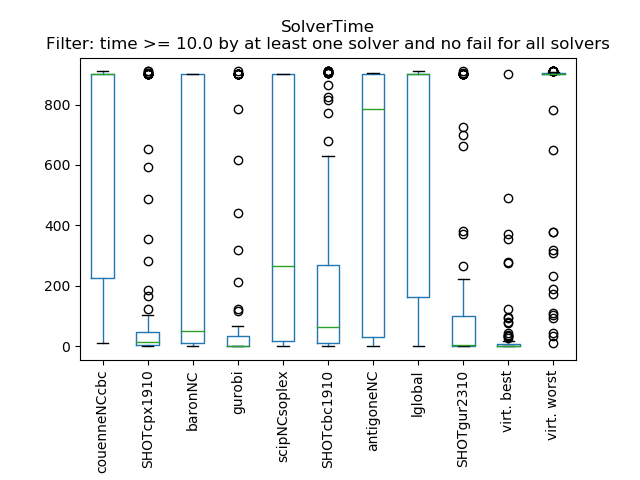 SolverTime
Filter: time >= 10.0 by at least one solver and no fail for all solvers
800
600
400
200
0
couenneNCcbc
SHOTcpx1910
baronNC
gurobi
scipNCsoplex
SHOTcbc1910
antigoneNC
lglobal
SHOTgur2310
virt. best
virt. worst